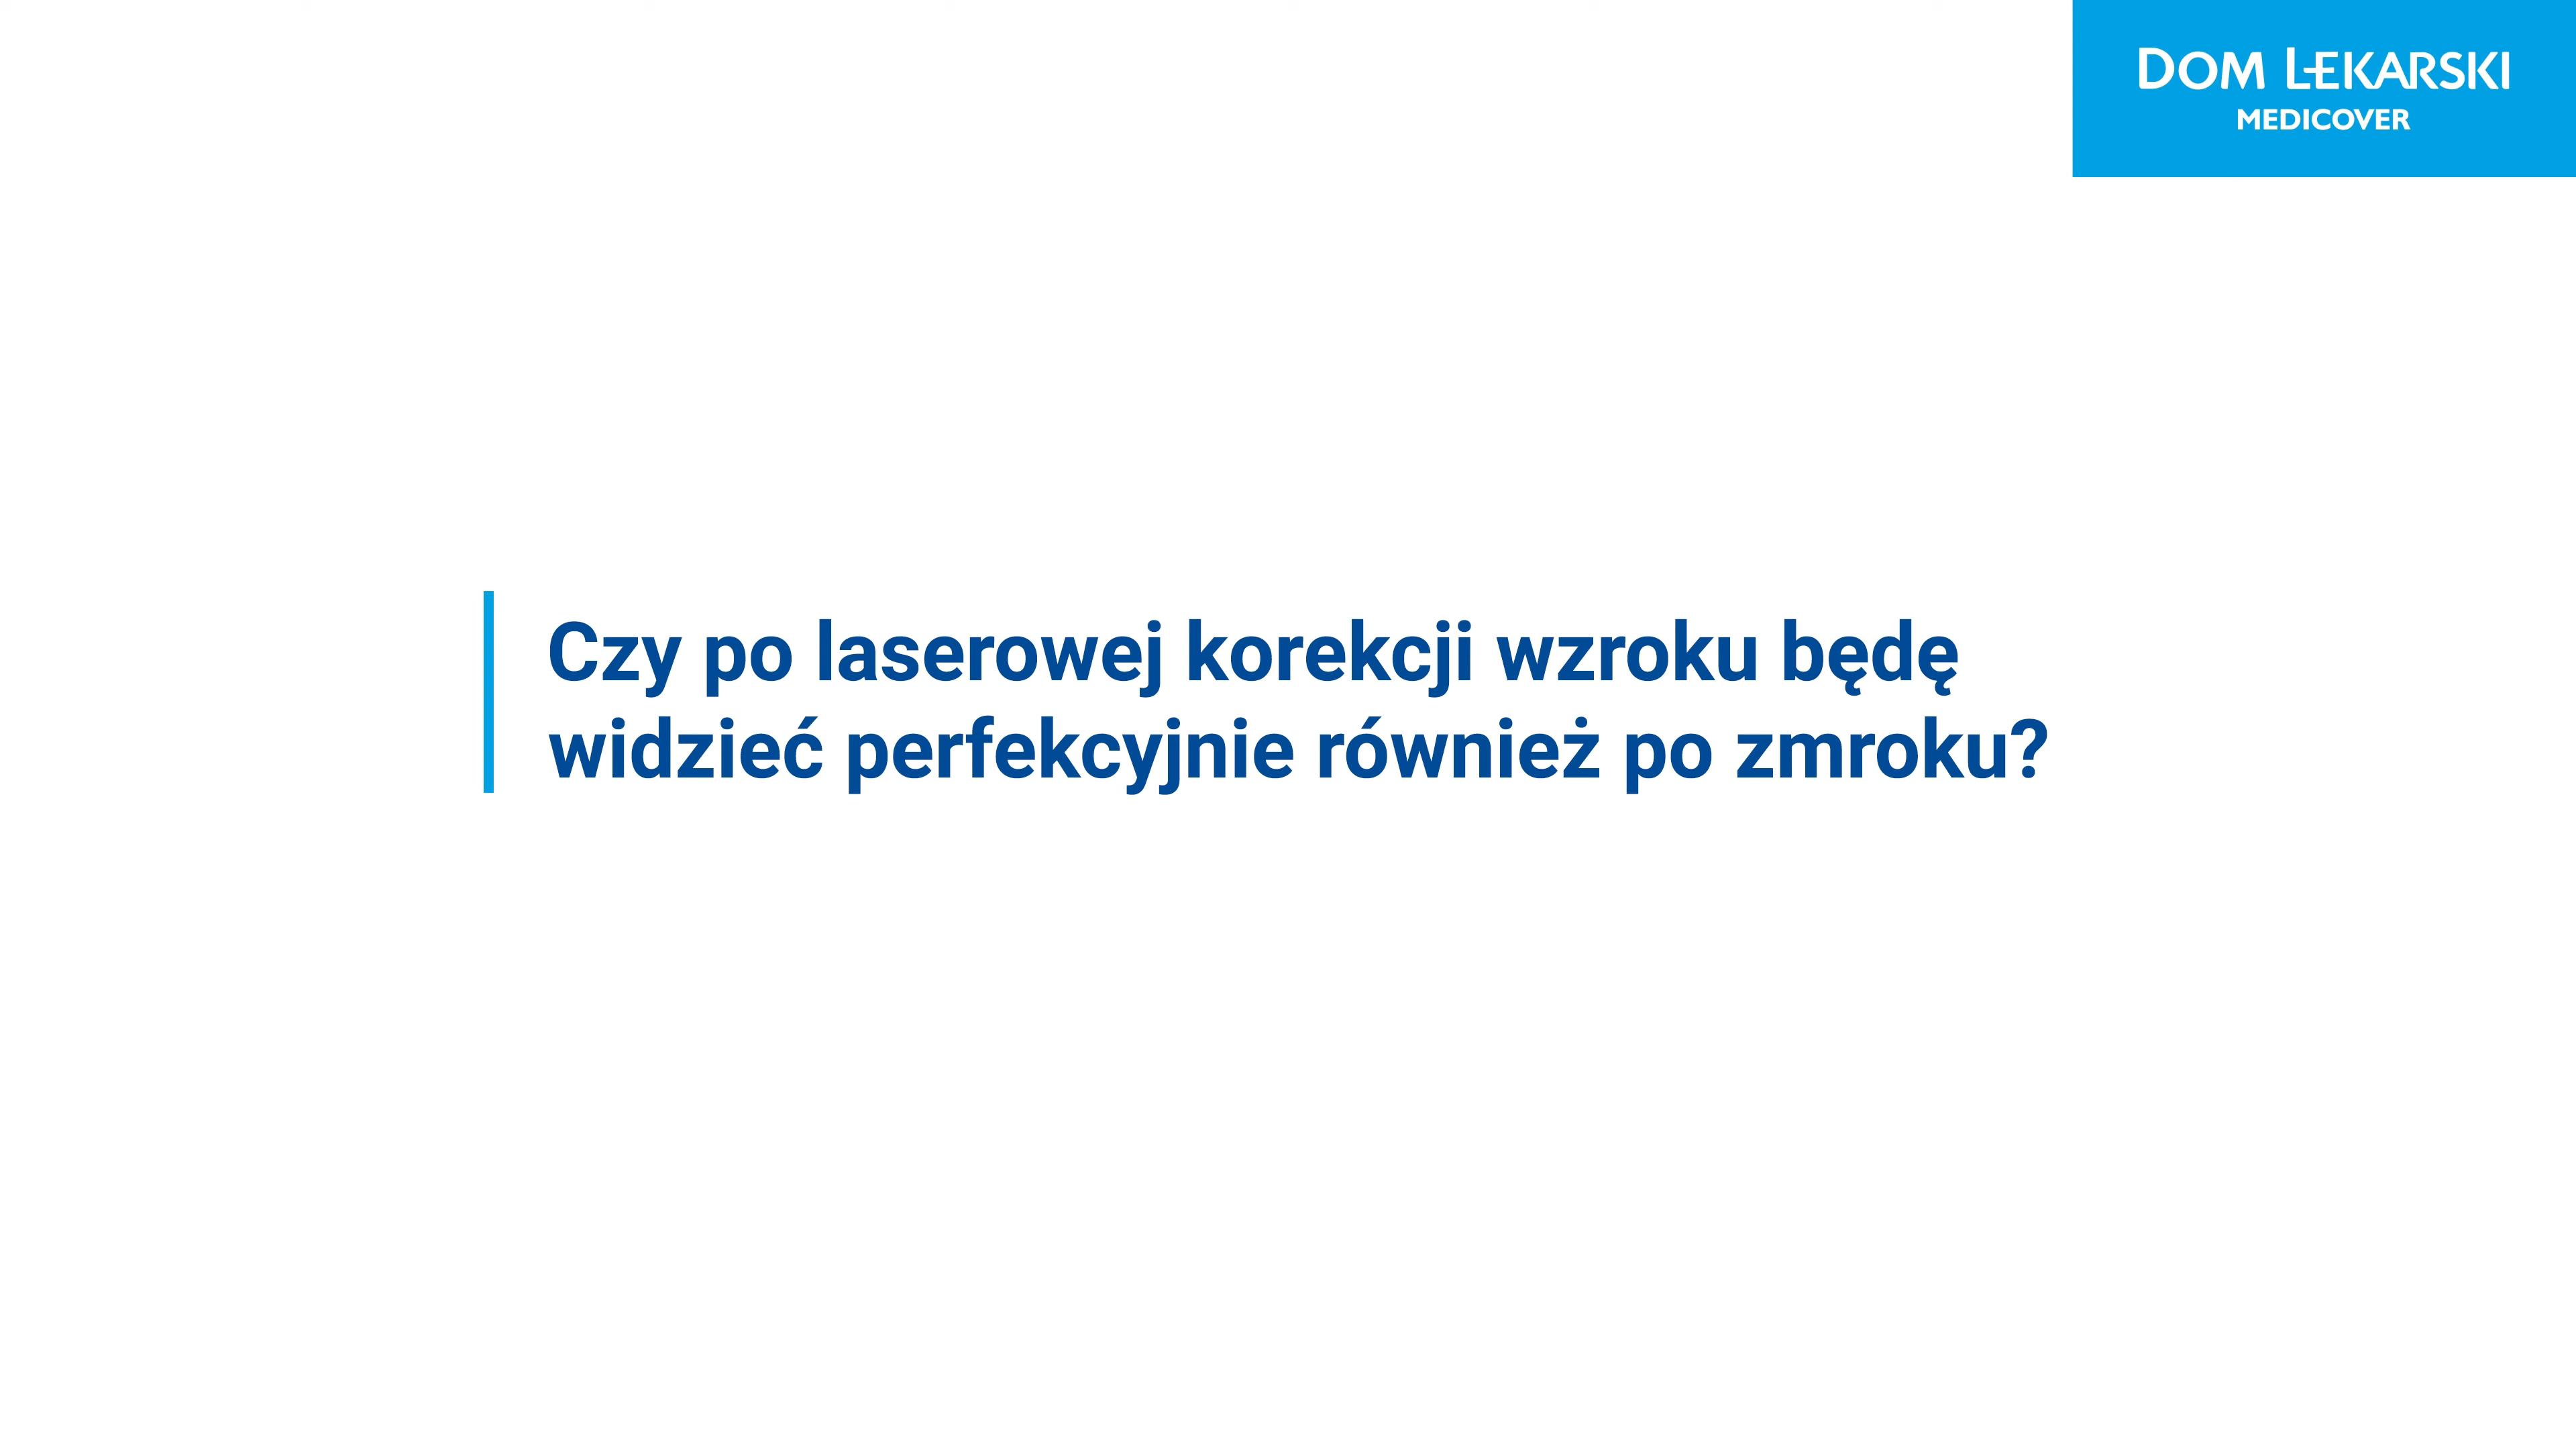 DOM LEKARSKI
MEDICOVER
Czy po laserowej korekcji wzroku będę
widzieć perfekcyjnie również po zmroku?